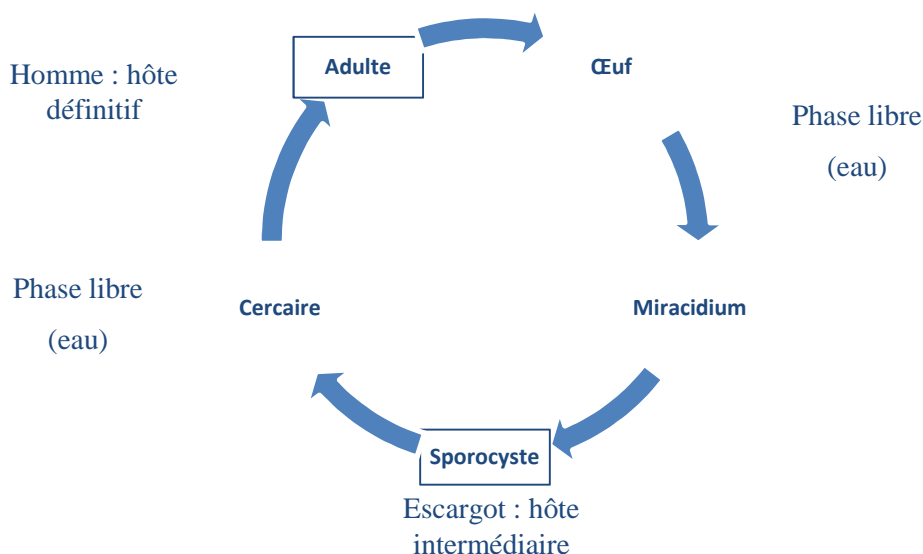 Adulte
Œuf
Homme : hôte
définitif
Phase libre
(eau)
Phase libre
(eau)
Cercaire
Miracidium
Sporocyste
Escargot : hôte
intermédiaire